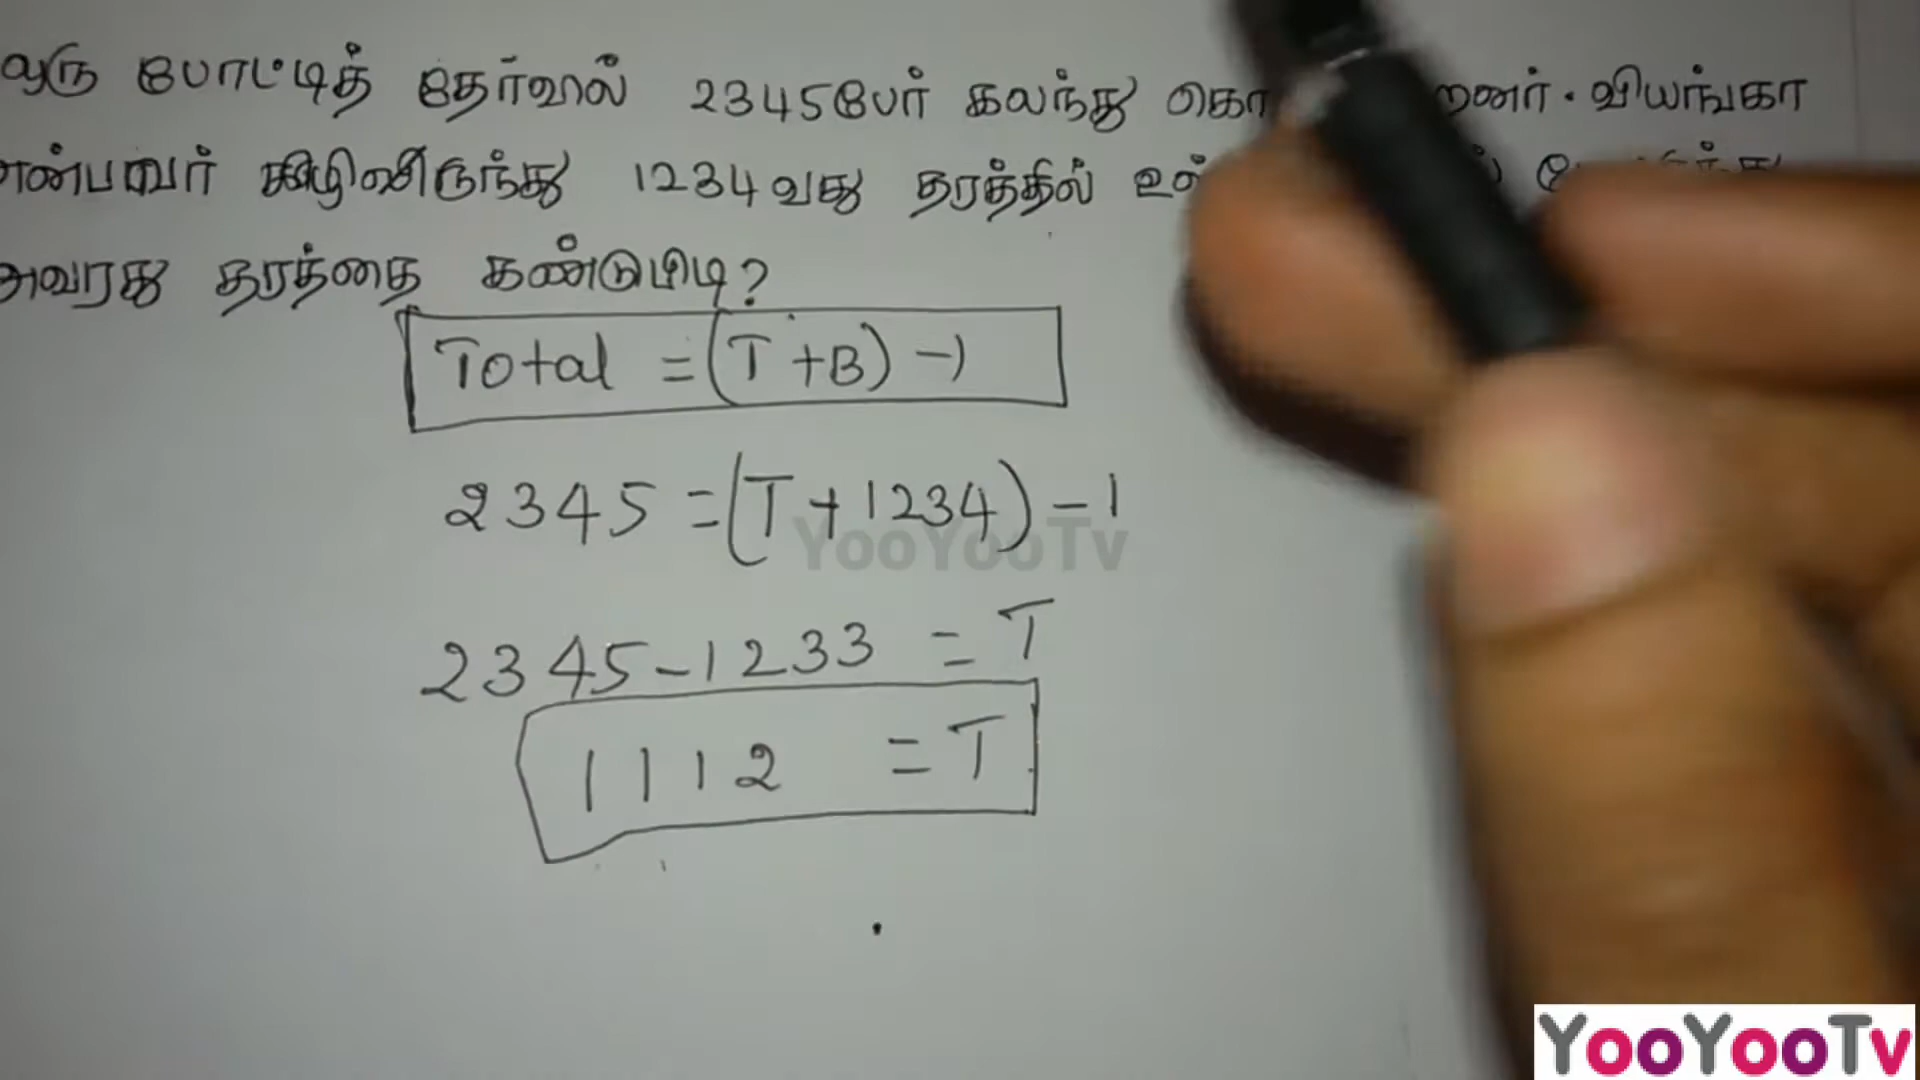 ஒரு போட்டித் தேர்வில் 2345பேர் கலந்து றனர். வியங்கா
என்பவர் கீழிலிருந்து 1234வது தரத்தில்
அவரது தரத்தை கண்டுபிடி?
Total = (T + B) - 1
2345 = (T + 1234) - 1
YooYooTv
2345 - 1233 = T
1112 = T
YooYooTv